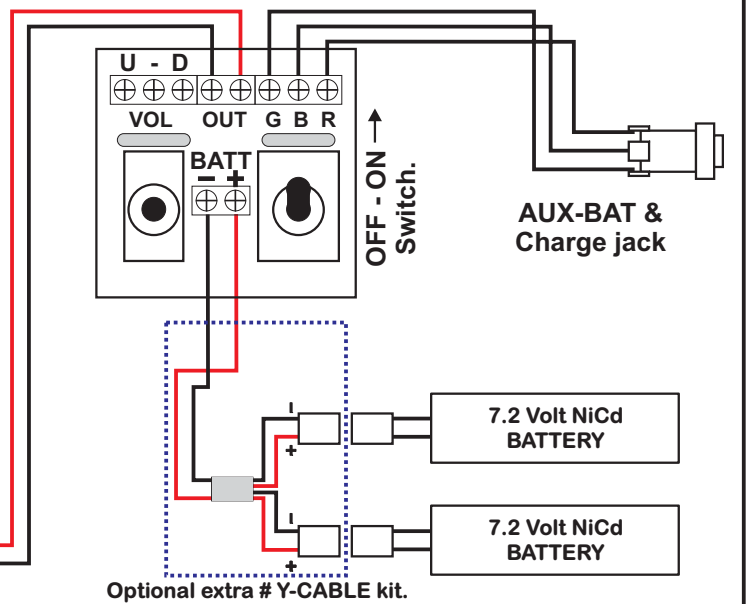 U - D
VOL OUT G B R
BATT
- +
OFF - ON →
Switch.
AUX-BAT &
Charge jack
-
+
7.2 Volt NiCd
BATTERY
-
+
7.2 Volt NiCd
BATTERY
Optional extra # Y-CABLE kit.